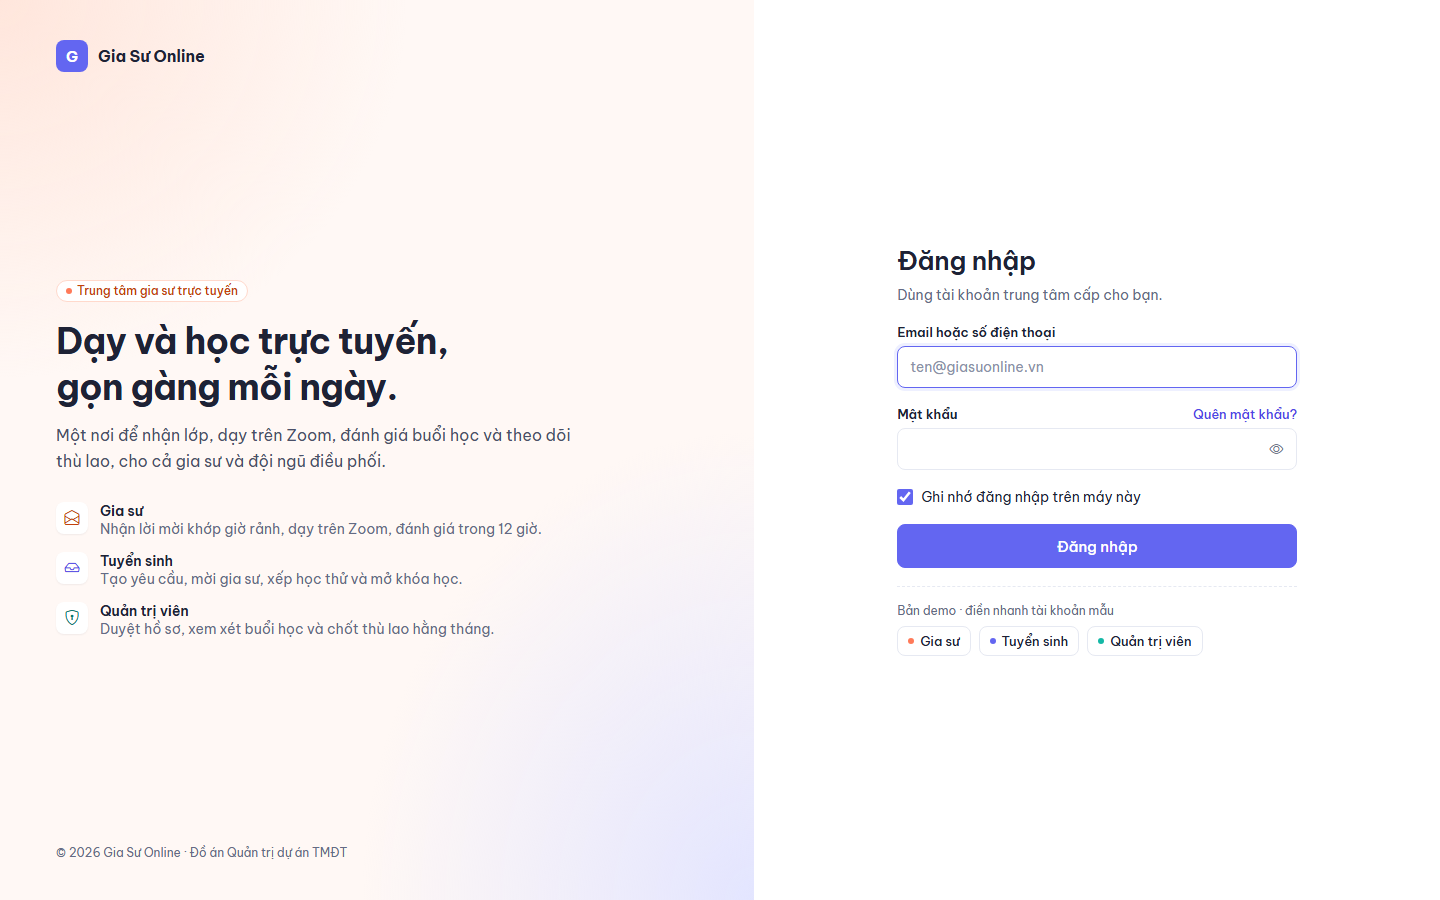 G
Gia Sư Online
Trung tâm gia sư trực tuyến
Dạy và học trực tuyến,
gọn gàng mỗi ngày.
Một nơi để nhận lớp, dạy trên Zoom, đánh giá buổi học và theo dõi
thù lao, cho cả gia sư và đội ngũ điều phối.
Gia sư
Nhận lời mời khớp giờ rảnh, dạy trên Zoom, đánh giá trong 12 giờ.
Tuyển sinh
Tạo yêu cầu, mời gia sư, xếp học thử và mở khóa học.
Quản trị viên
Duyệt hồ sơ, xem xét buổi học và chốt thù lao hằng tháng.
© 2026 Gia Sư Online · Đồ án Quản trị dự án TMĐT
Đăng nhập
Dùng tài khoản trung tâm cấp cho bạn.
Email hoặc số điện thoại
ten@giasuonline.vn
Mật khẩu
Quên mật khẩu?
Ghi nhớ đăng nhập trên máy này
Đăng nhập
Bản demo · điền nhanh tài khoản mẫu
Gia sư
Tuyển sinh
Quản trị viên